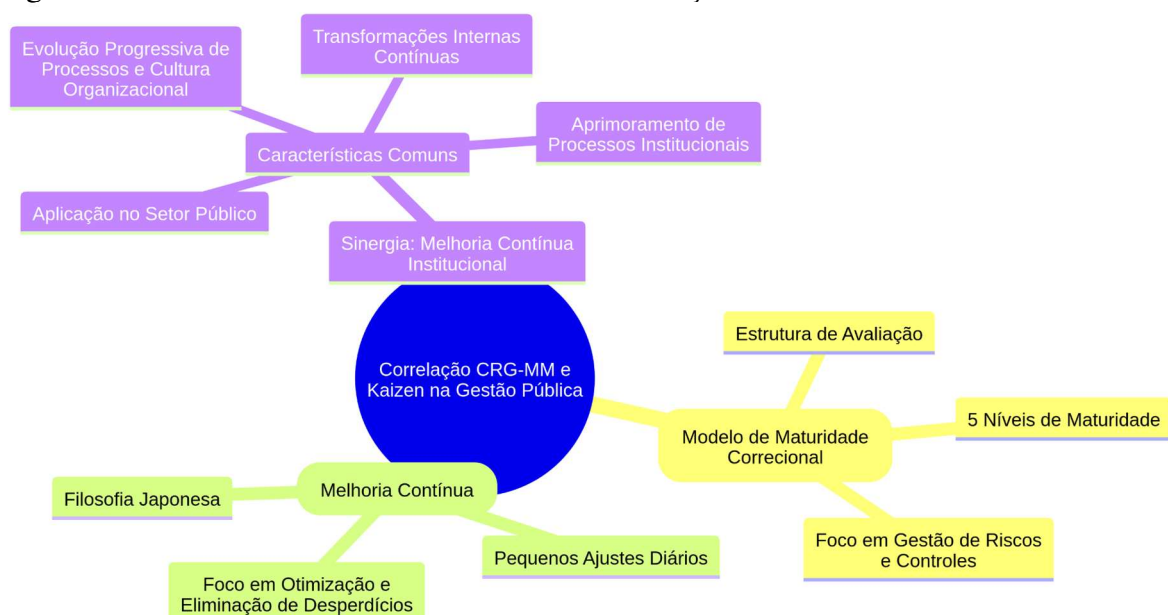 Evolução Progressiva de
Processos e Cultura
Organizacional
Transformações Internas
Contínuas
Características Comuns
Aprimoramento de
Processos Institucionais
Aplicação no Setor Público
Sinergia: Melhoria Contínua
Institucional
Correlação CRG-MM e
Kaizen na Gestão Pública
Estrutura de Avaliação
5 Níveis de Maturidade
Modelo de Maturidade
Correcional
Foco em Gestão de Riscos
e Controles
Melhoria Contínua
Filosofia Japonesa
Pequenos Ajustes Diários
Foco em Otimização e
Eliminação de Desperdícios